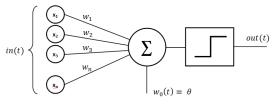 x₁
w₁
x₂
w₂
in(t)
x₃
w₃
Σ
out(t)
wₙ
xₙ
w₀(t) = θ